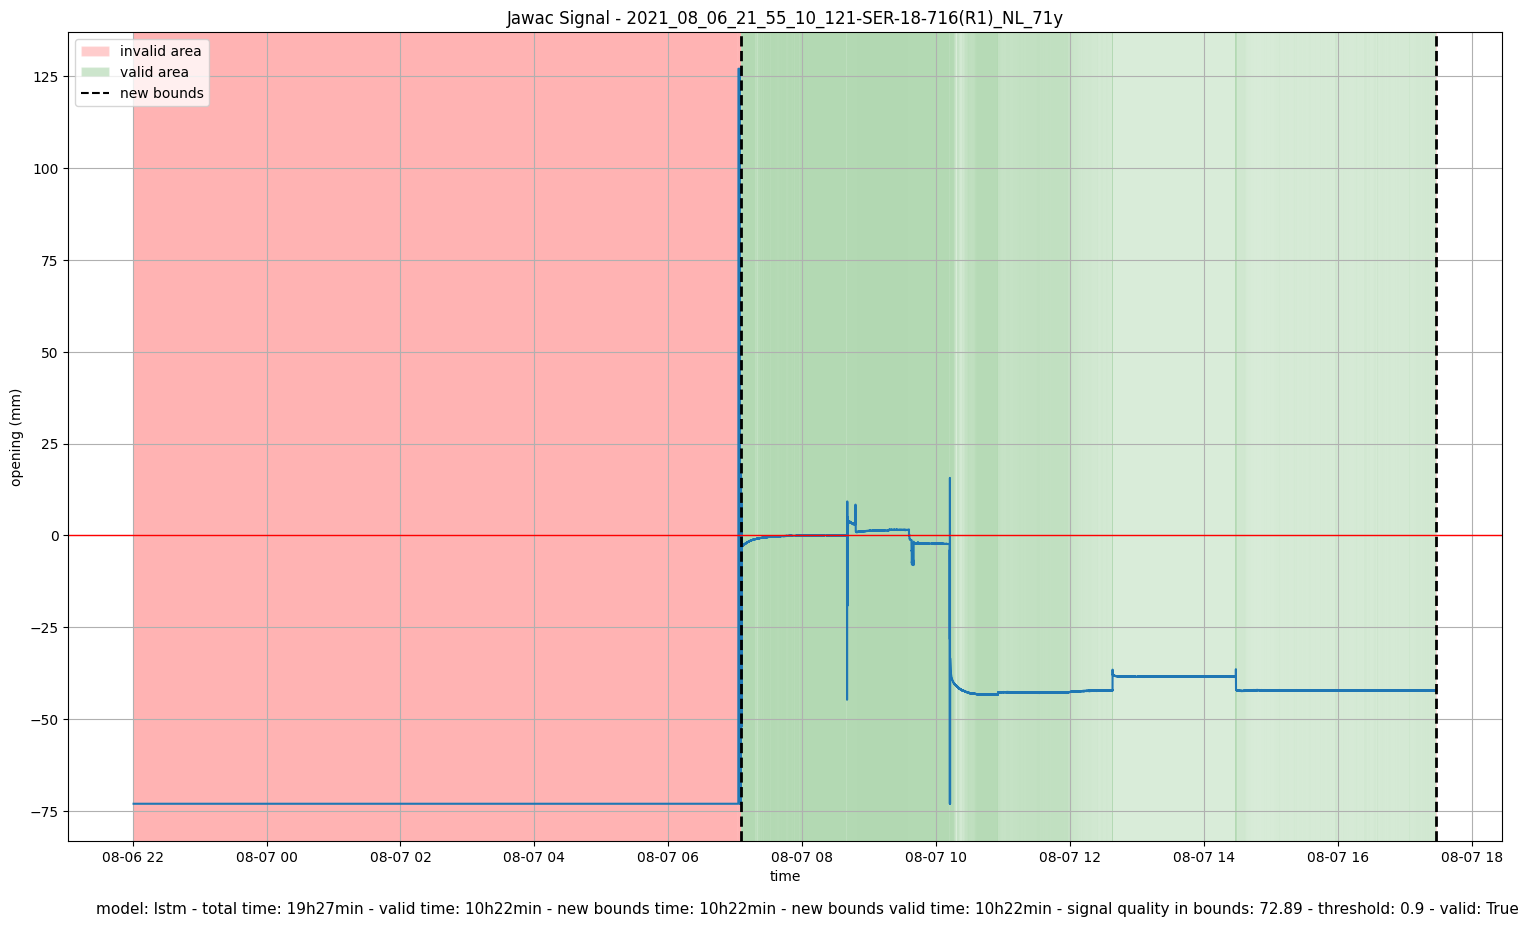 Jawac Signal - 2021_08_06_21_55_10_121-SER-18-716(R1)_NL_71y
invalid area
valid area
new bounds
opening (mm)
125
100
75
50
25
0
−25
−50
−75
08-06 22
08-07 00
08-07 02
08-07 04
08-07 06
08-07 08
08-07 10
08-07 12
08-07 14
08-07 16
08-07 18
time
model: lstm - total time: 19h27min - valid time: 10h22min - new bounds time: 10h22min - new bounds valid time: 10h22min - signal quality in bounds: 72.89 - threshold: 0.9 - valid: True